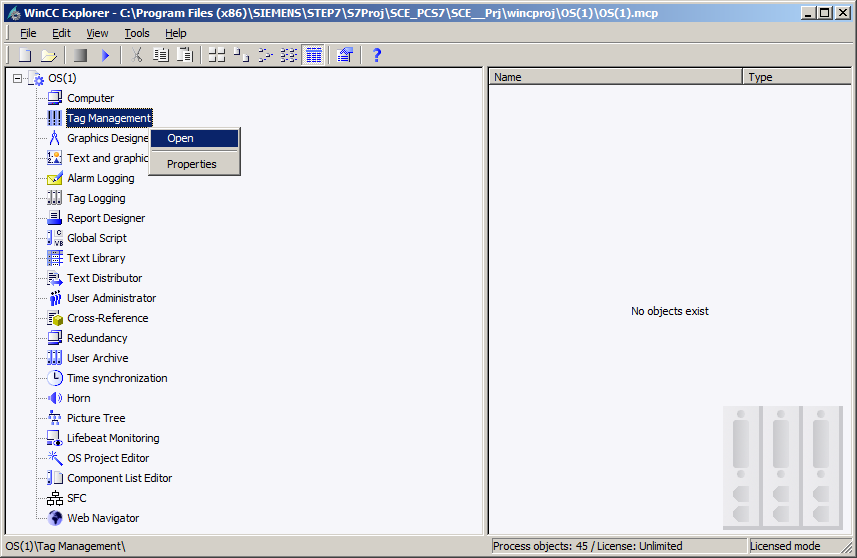 WinCC Explorer - C:\Program Files (x86)\SIEMENS\STEP7\S7Proj\SCE_PCS7\SCE__Prj\wincproj\OS(1)\OS(1).mcp
File Edit View Tools Help
OS(1)
Computer
Tag Management
Graphics Designe
Text and graphic
Alarm Logging
Tag Logging
Report Designer
Global Script
Text Library
Text Distributor
User Administrator
Cross-Reference
Redundancy
User Archive
Time synchronization
Horn
Picture Tree
Lifebeat Monitoring
OS Project Editor
Component List Editor
SFC
Web Navigator
Open
Properties
Name Type
No objects exist
OS(1)\Tag Management\
Process objects: 45 / License: Unlimited
Licensed mode